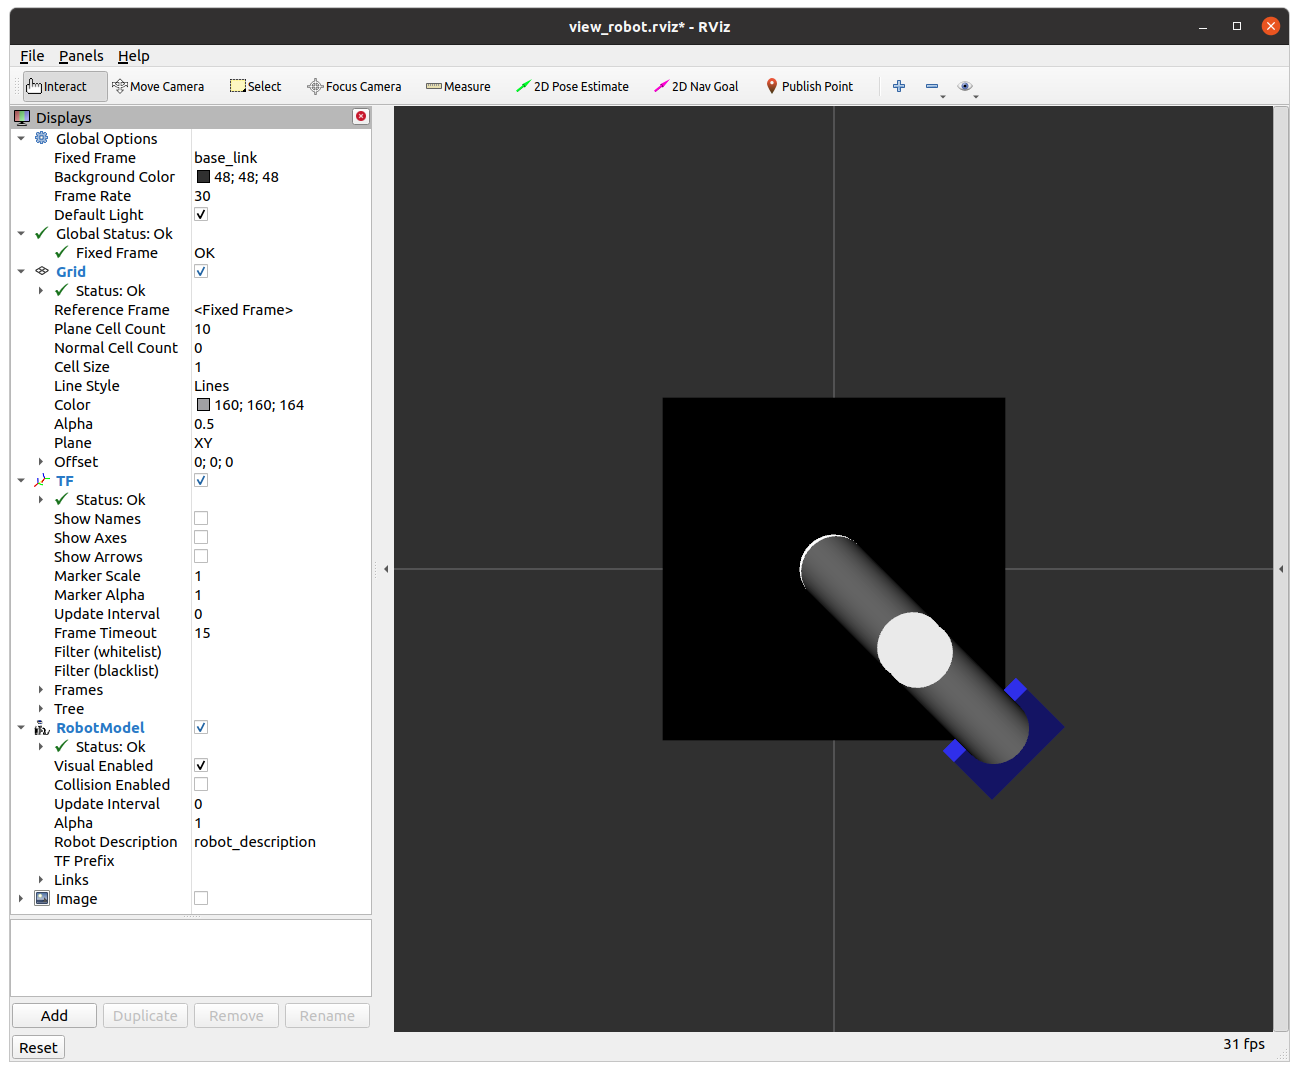 view_robot.rviz* - RViz
File Panels Help
Interact Move Camera Select Focus Camera Measure 2D Pose Estimate 2D Nav Goal Publish Point
Displays
Global Options
Fixed Frame base_link
Background Color 48; 48; 48
Frame Rate 30
Default Light
Global Status: Ok
Fixed Frame OK
Grid
Status: Ok
Reference Frame <Fixed Frame>
Plane Cell Count 10
Normal Cell Count 0
Cell Size 1
Line Style Lines
Color 160; 160; 164
Alpha 0.5
Plane XY
Offset 0; 0; 0
TF
Status: Ok
Show Names
Show Axes
Show Arrows
Marker Scale 1
Marker Alpha 1
Update Interval 0
Frame Timeout 15
Filter (whitelist)
Filter (blacklist)
Frames
Tree
RobotModel
Status: Ok
Visual Enabled
Collision Enabled
Update Interval 0
Alpha 1
Robot Description robot_description
TF Prefix
Links
Image
Add Duplicate Remove Rename
Reset
31 fps